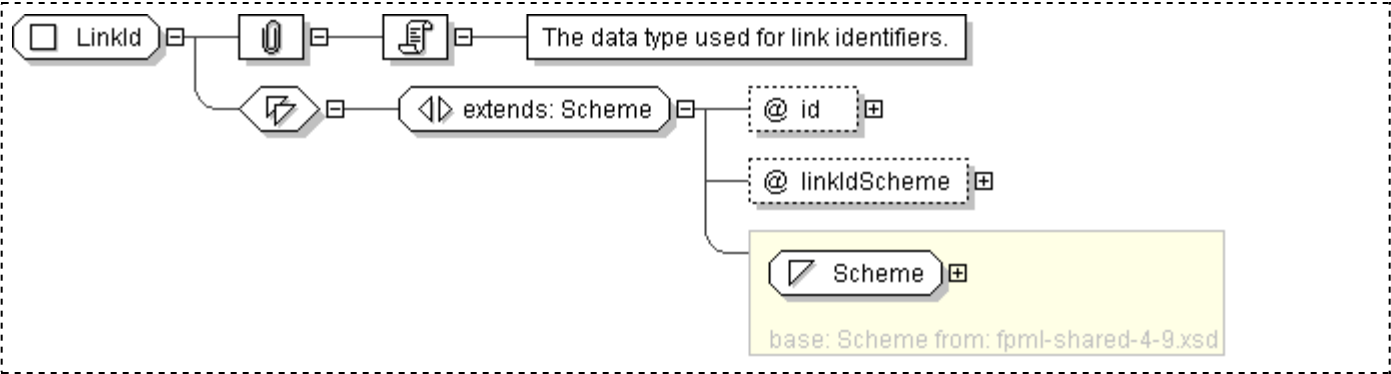 LinkId
The data type used for link identifiers.
extends: Scheme
@ id
@ linkIdScheme
Scheme
base: Scheme from: fpml-shared-4-9.xsd